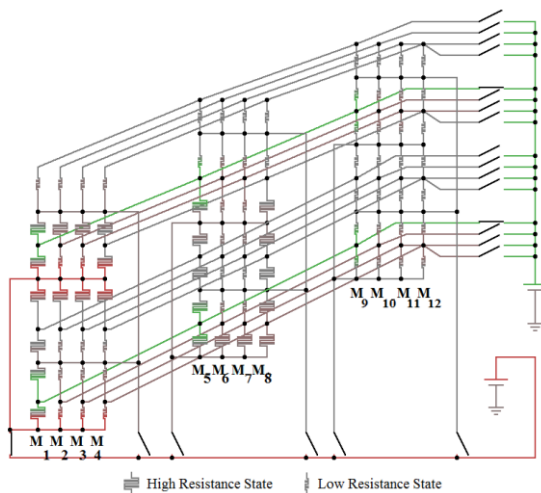 M 9 M 10 M 11 M 12
M 5 M 6 M 7 M 8
M 1 M 2 M 3 M 4
High Resistance State Low Resistance State